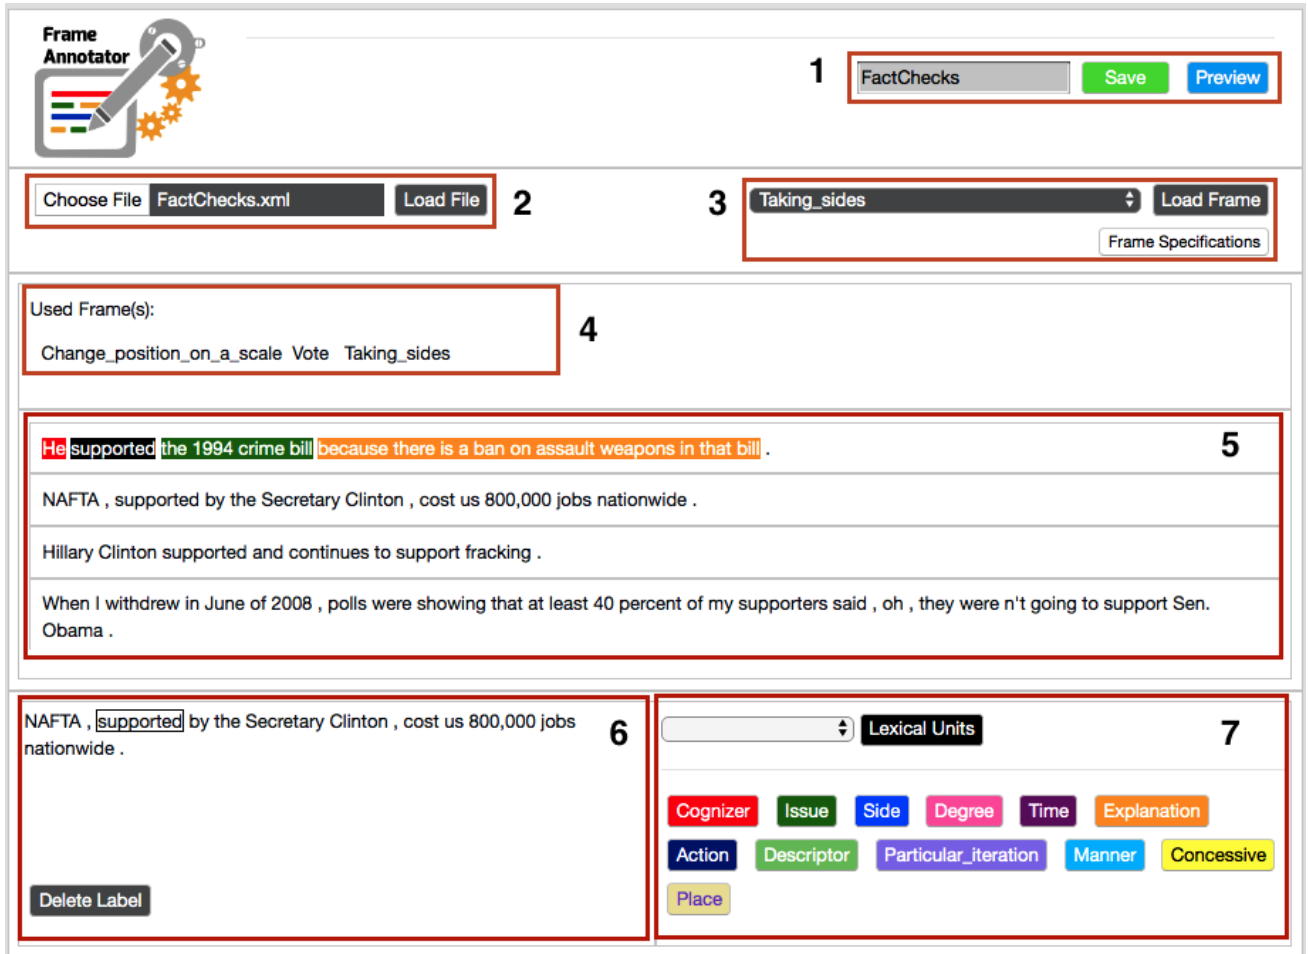 Frame
Annotator
1
FactChecks Save Preview
Choose File FactChecks.xml Load File 2
3 Taking_sides Load Frame
Frame Specifications
Used Frame(s):
4
Change_position_on_a_scale Vote Taking_sides
He supported the 1994 crime bill because there is a ban on assault weapons in that bill . 5
NAFTA , supported by the Secretary Clinton , cost us 800,000 jobs nationwide .
Hillary Clinton supported and continues to support fracking .
When I withdrew in June of 2008 , polls were showing that at least 40 percent of my supporters said , oh , they were n't going to support Sen.
Obama .
NAFTA , supported by the Secretary Clinton , cost us 800,000 jobs
nationwide .
6
Delete Label
Lexical Units 7
Cognizer Issue Side Degree Time Explanation
Action Descriptor Particular_iteration Manner Concessive
Place